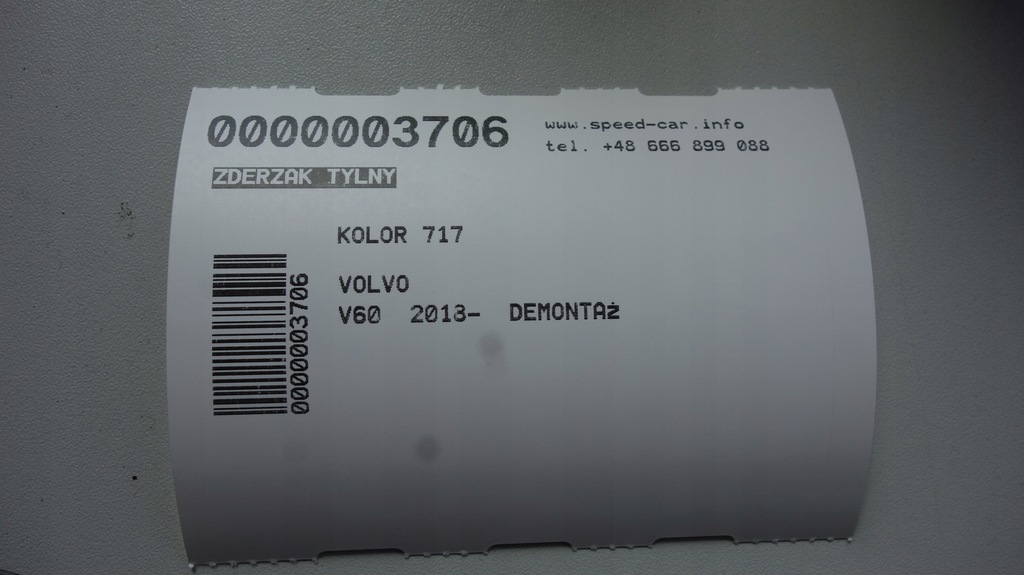 0000003706
www.speed-car.info
tel. +48 666 899 088
ZDERZAK TYLNY
KOLOR 717
VOLVO
V60 2013- DEMONTAż
0000003706